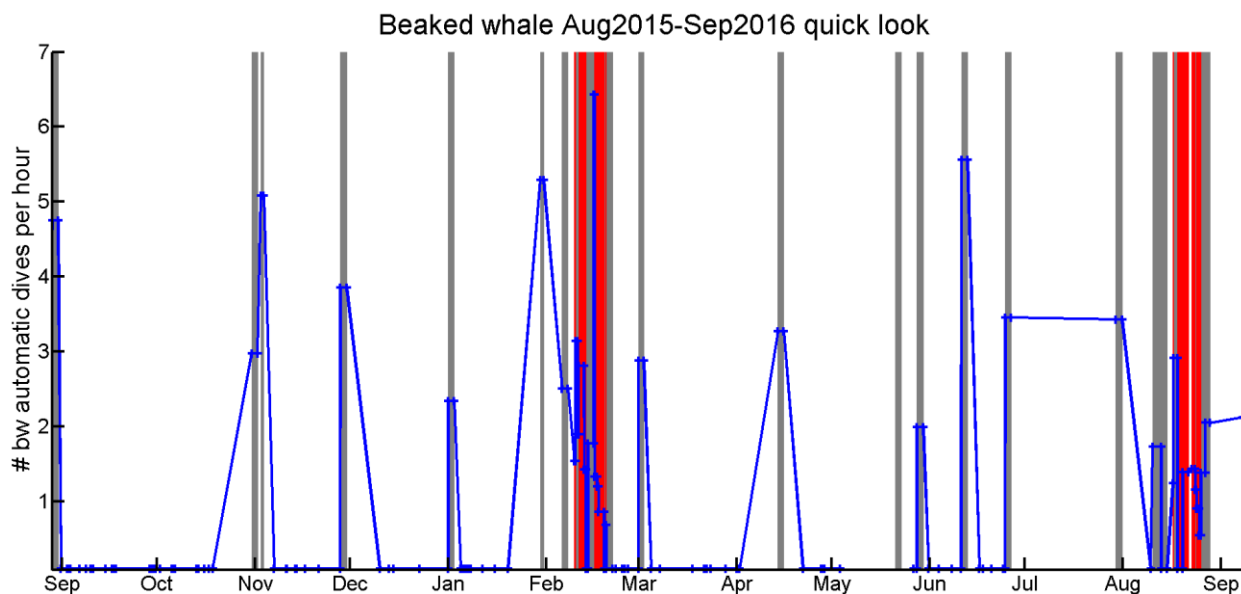 Beaked whale Aug2015-Sep2016 quick look
# bw automatic dives per hour
7
6
5
4
3
2
1
Sep Oct Nov Dec Jan Feb Mar Apr May Jun Jul Aug Sep